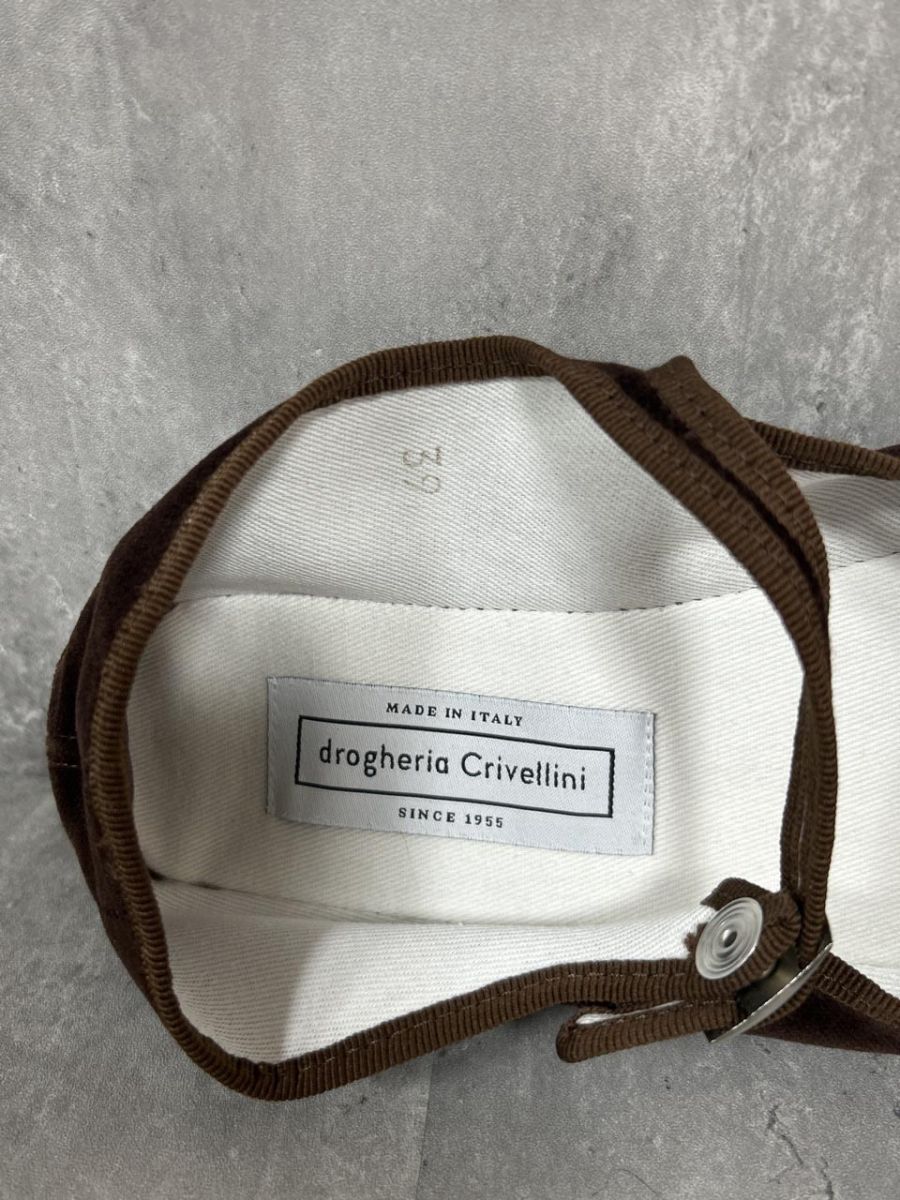 39
MADE IN ITALY
drogheria Crivellini
SINCE 1955